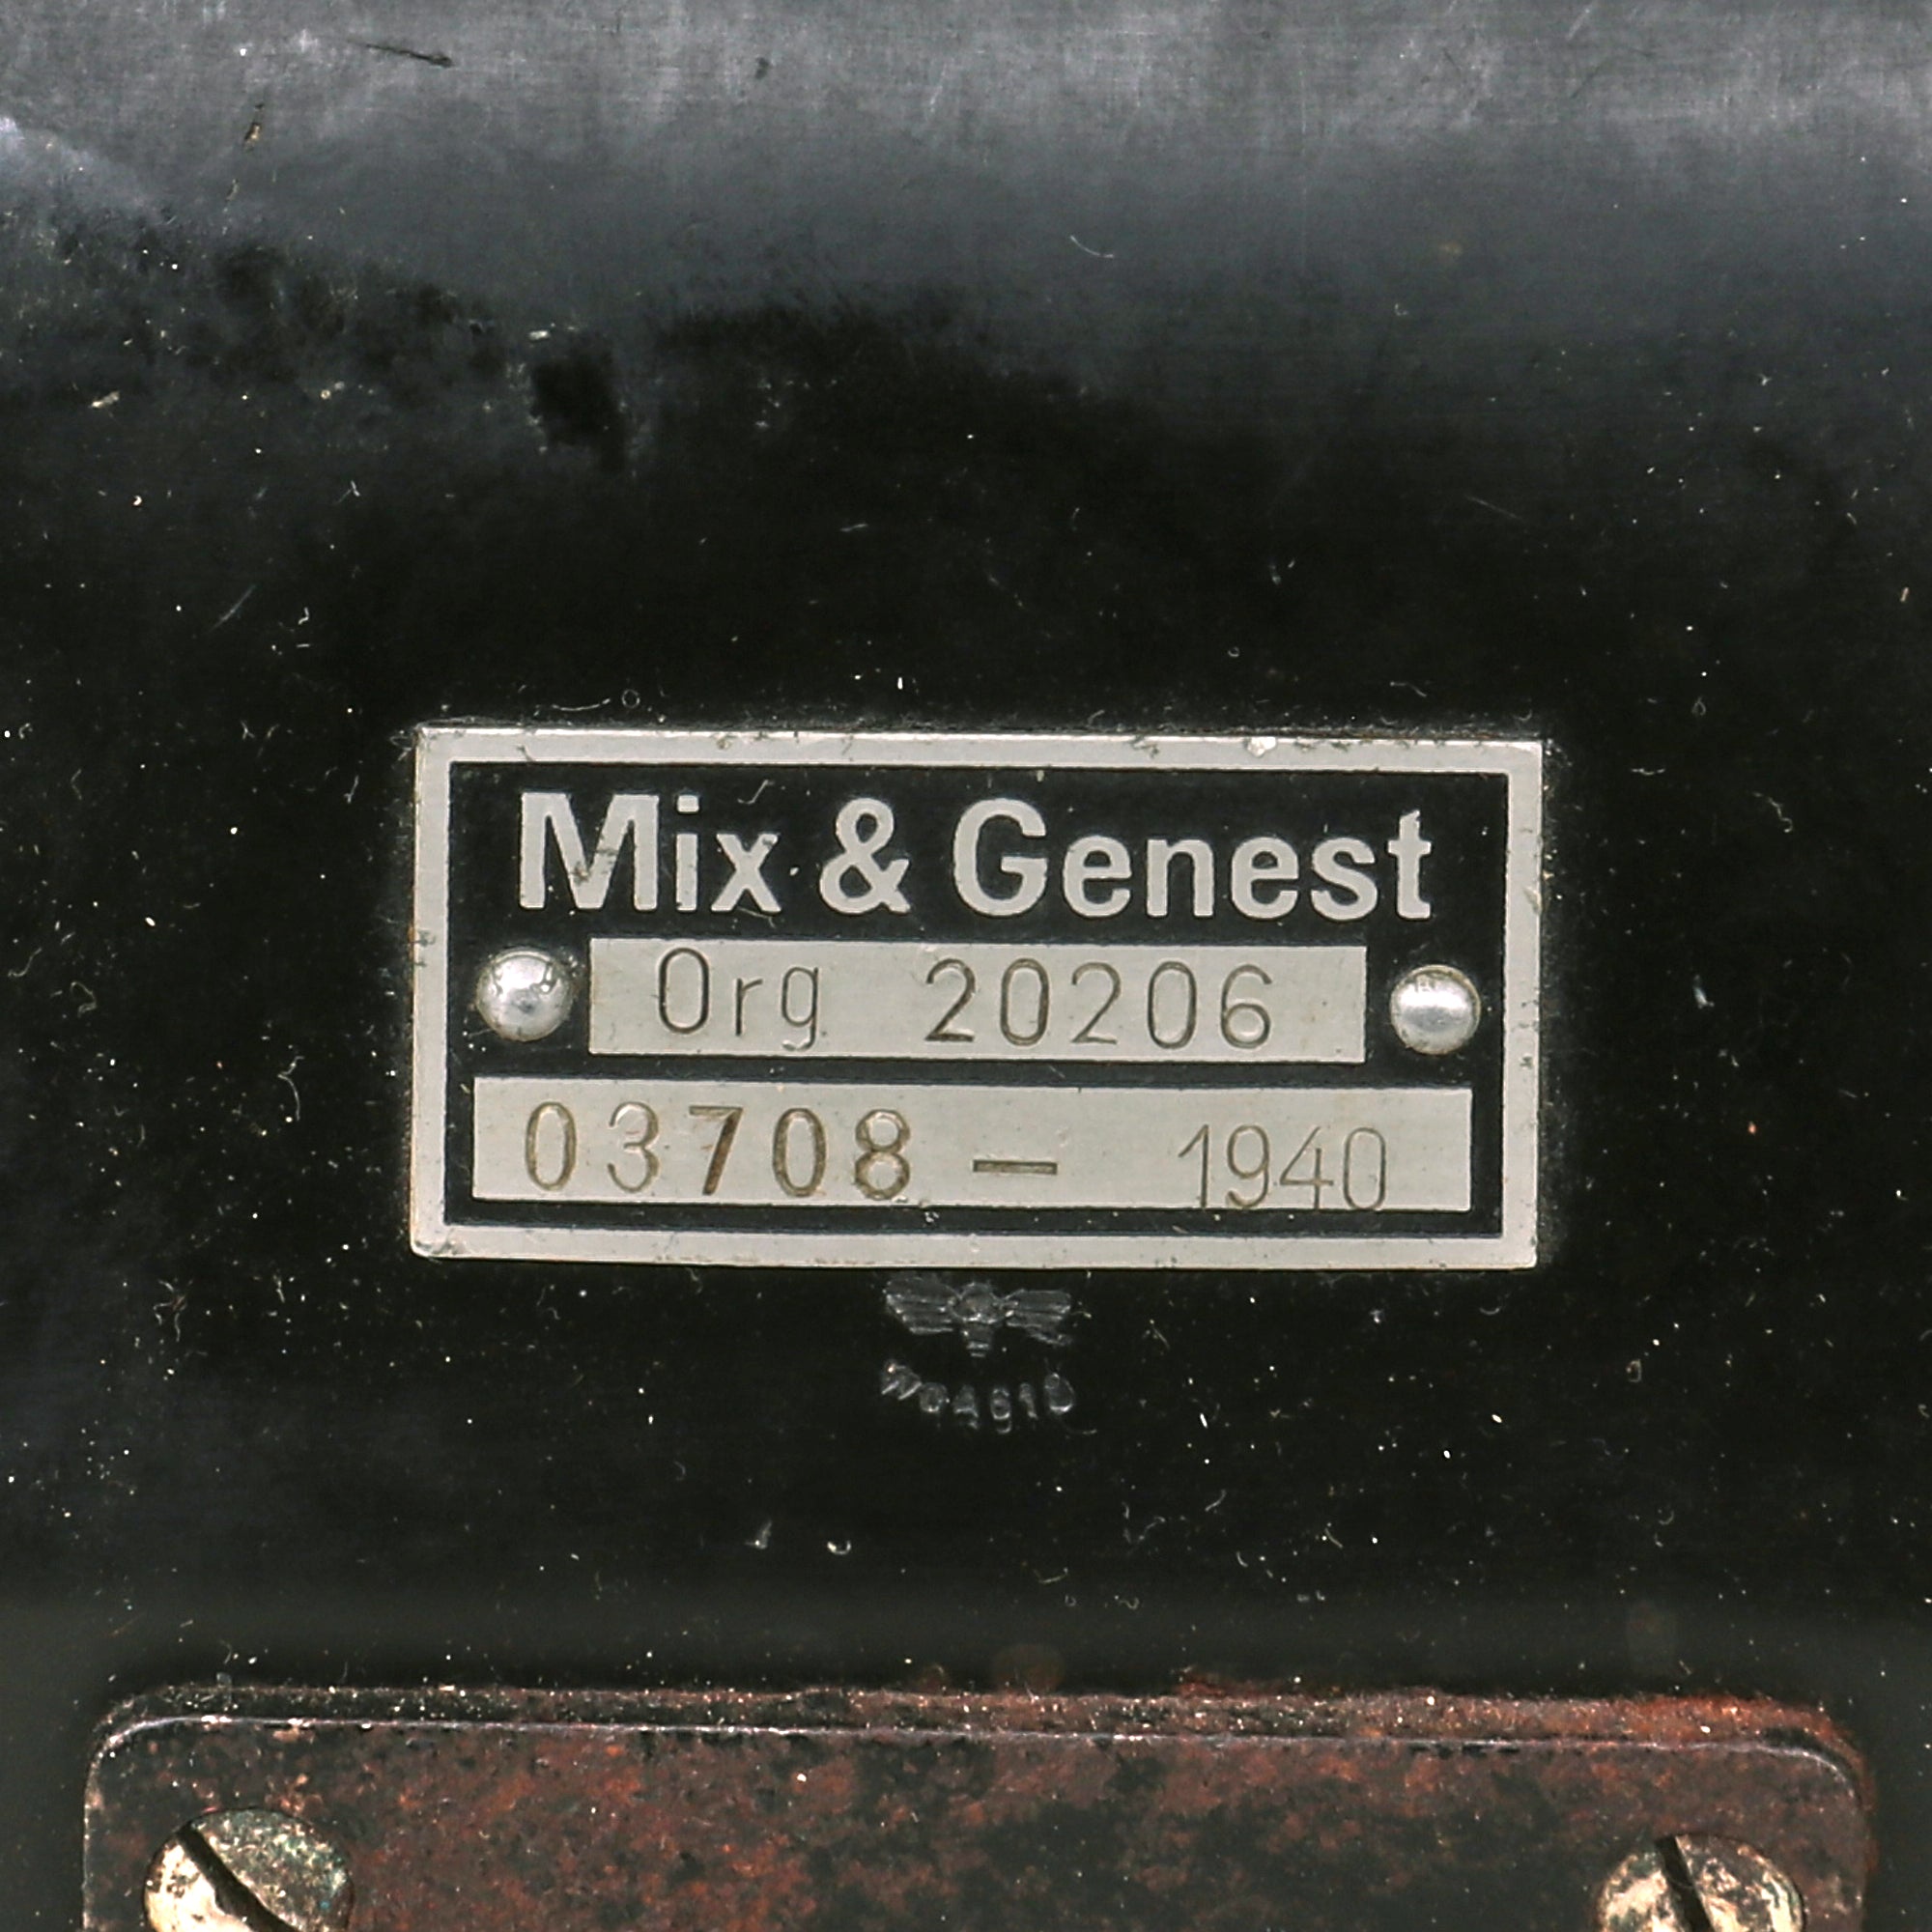 Mix & Genest
Org 20206
03708 — 1940